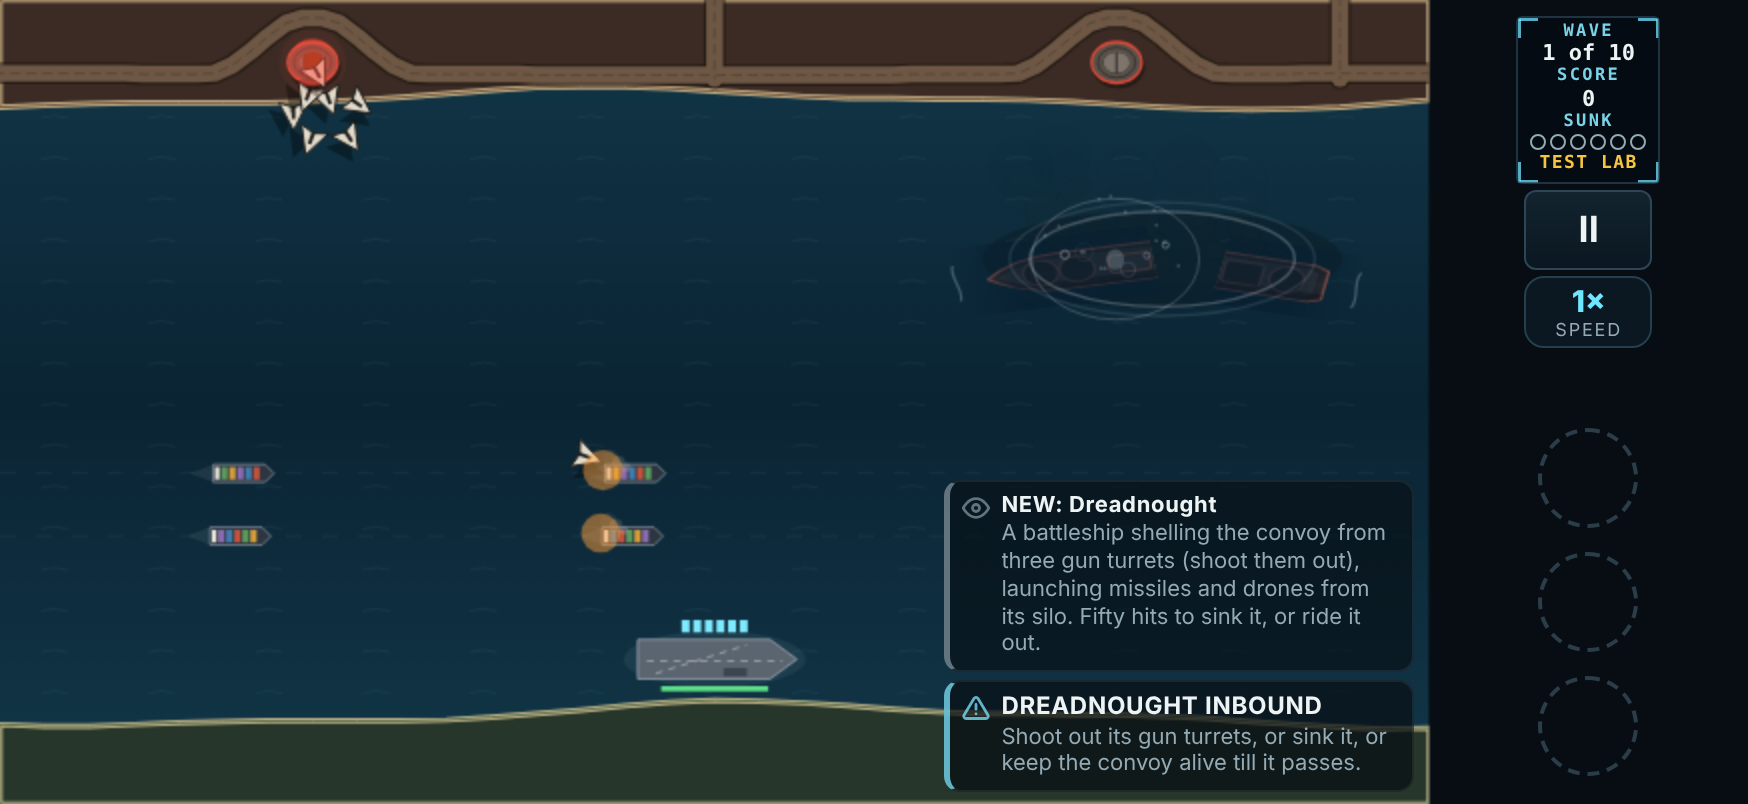 WAVE
1 of 10
SCORE
0
SUNK
TEST LAB
1×
SPEED
NEW: Dreadnought
A battleship shelling the convoy from
three gun turrets (shoot them out),
launching missiles and drones from
its silo. Fifty hits to sink it, or ride it
out.
DREADNOUGHT INBOUND
Shoot out its gun turrets, or sink it, or
keep the convoy alive till it passes.